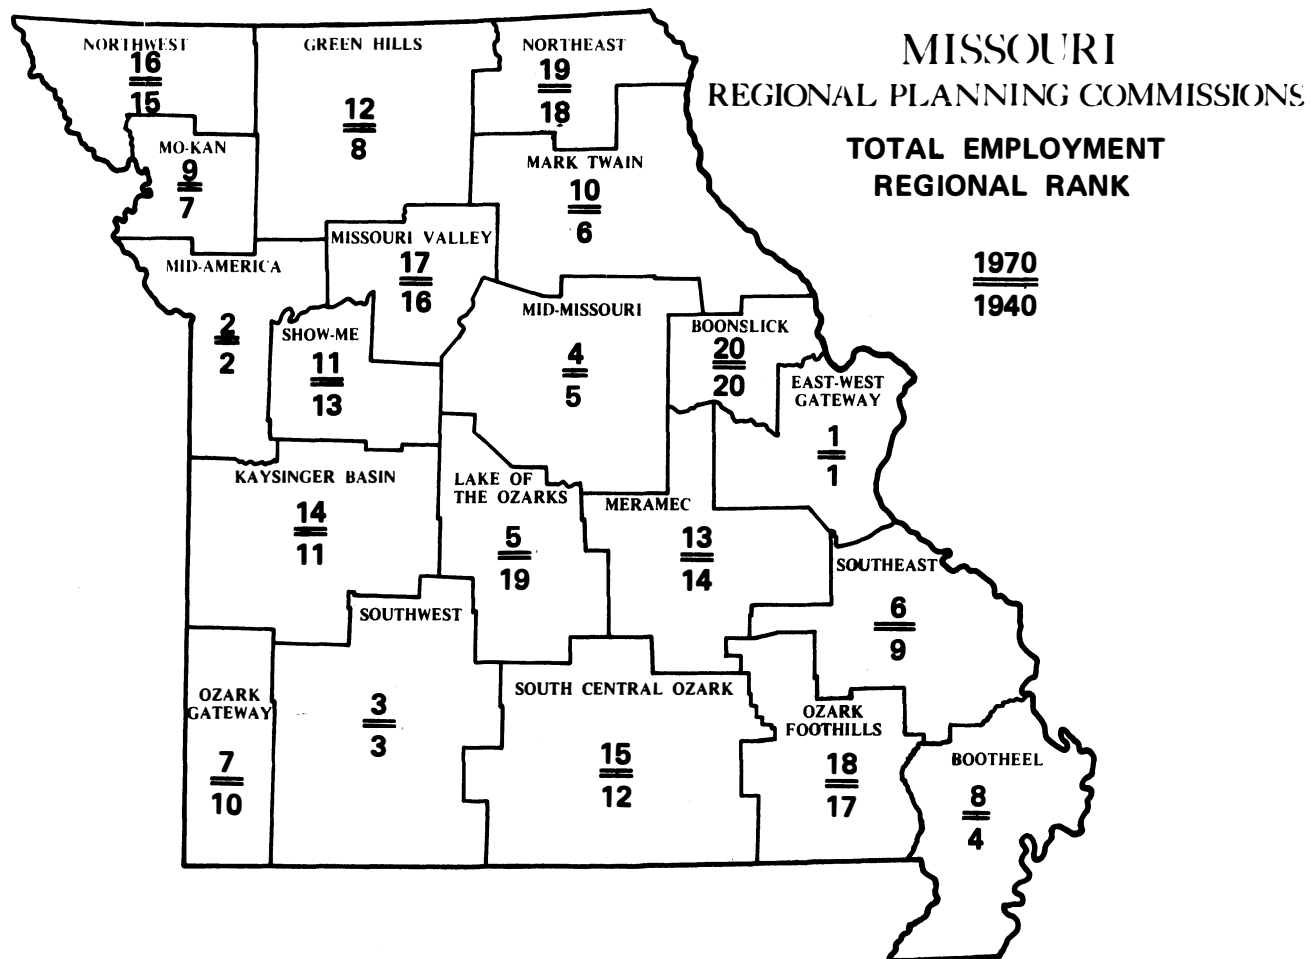 MISSOURI
REGIONAL PLANNING COMMISSIONS
TOTAL EMPLOYMENT
REGIONAL RANK
1970
1940
NORTHWEST
16
15
GREEN HILLS
12
8
NORTHEAST
19
18
MO-KAN
9
7
MARK TWAIN
10
6
MISSOURI VALLEY
17
16
MID-AMERICA
2
2
SHOW-ME
11
13
MID-MISSOURI
4
5
BOONSLICK
20
20
EAST-WEST
GATEWAY
1
1
KAYSINGER BASIN
14
11
LAKE OF
THE OZARKS
5
19
MERAMEC
13
14
SOUTHEAST
6
9
SOUTHWEST
3
3
OZARK
GATEWAY
7
10
SOUTH CENTRAL OZARK
15
12
OZARK
FOOTHILLS
18
17
BOOTHEEL
8
4